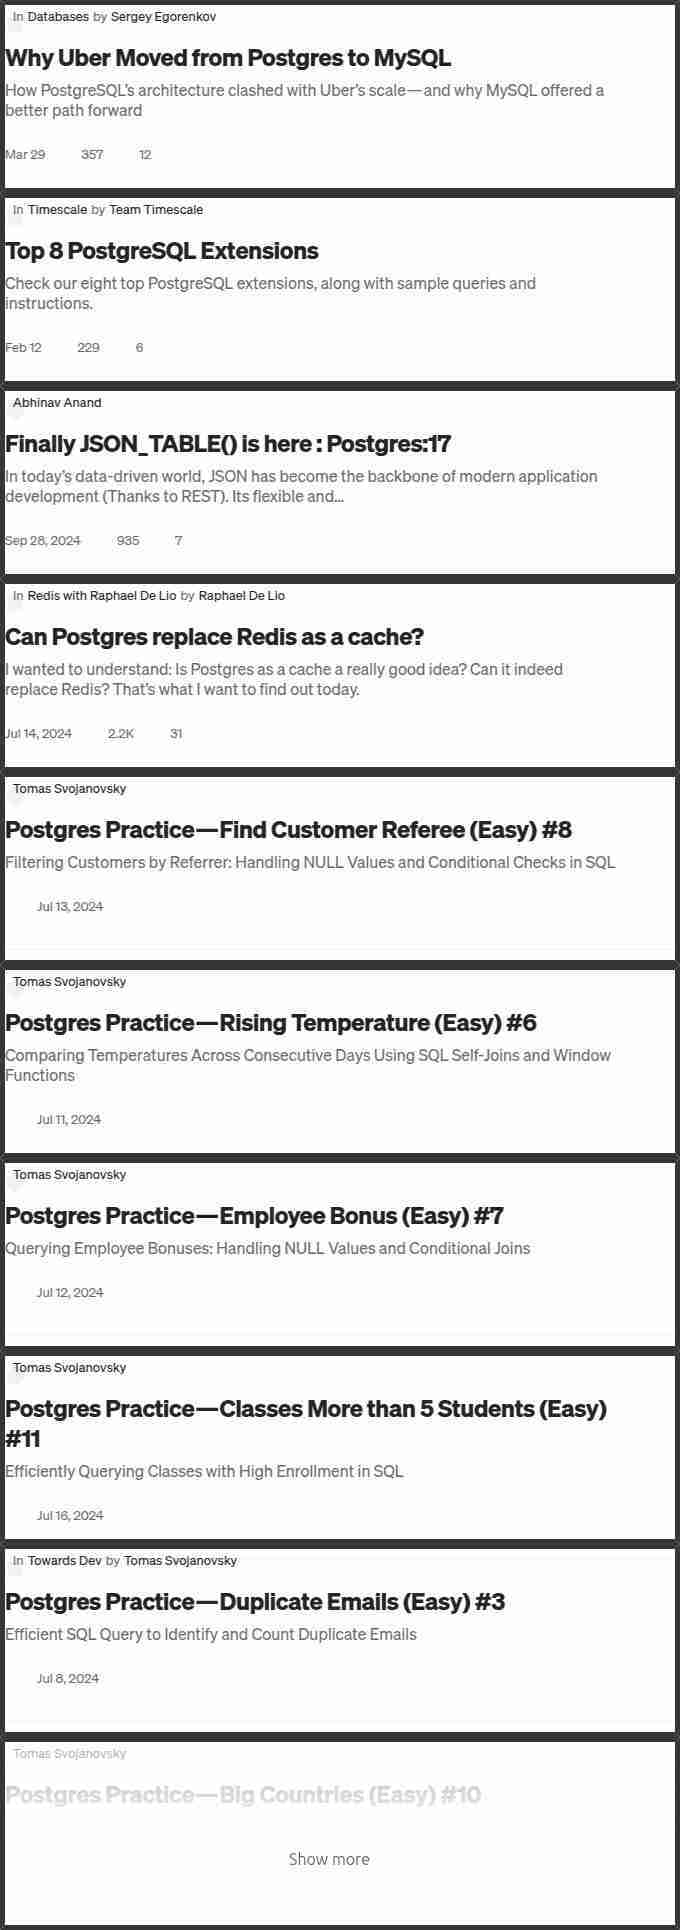 In Databases by Sergey Egorenkov
Why Uber Moved from Postgres to MySQL
How PostgreSQL's architecture clashed with Uber's scale — and why MySQL offered a
better path forward
Mar 29 357 12
In Timescale by Team Timescale
Top 8 PostgreSQL Extensions
Check our eight top PostgreSQL extensions, along with sample queries and
instructions.
Feb 12 229 6
Abhinav Anand
Finally JSON_TABLE() is here : Postgres:17
In today's data-driven world, JSON has become the backbone of modern application
development (Thanks to REST). Its flexible and...
Sep 28, 2024 935 7
In Redis with Raphael De Lio by Raphael De Lio
Can Postgres replace Redis as a cache?
I wanted to understand: Is Postgres as a cache a really good idea? Can it indeed
replace Redis? That's what I want to find out today.
Jul 14, 2024 2.2K 31
Tomas Svojanovsky
Postgres Practice — Find Customer Referee (Easy) #8
Filtering Customers by Referrer: Handling NULL Values and Conditional Checks in SQL
Jul 13, 2024
Tomas Svojanovsky
Postgres Practice — Rising Temperature (Easy) #6
Comparing Temperatures Across Consecutive Days Using SQL Self-Joins and Window
Functions
Jul 11, 2024
Tomas Svojanovsky
Postgres Practice — Employee Bonus (Easy) #7
Querying Employee Bonuses: Handling NULL Values and Conditional Joins
Jul 12, 2024
Tomas Svojanovsky
Postgres Practice — Classes More than 5 Students (Easy)
#11
Efficiently Querying Classes with High Enrollment in SQL
Jul 16, 2024
In Towards Dev by Tomas Svojanovsky
Postgres Practice — Duplicate Emails (Easy) #3
Efficient SQL Query to Identify and Count Duplicate Emails
Jul 8, 2024
Tomas Svojanovsky
Postgres Practice — Big Countries (Easy) #10
Show more